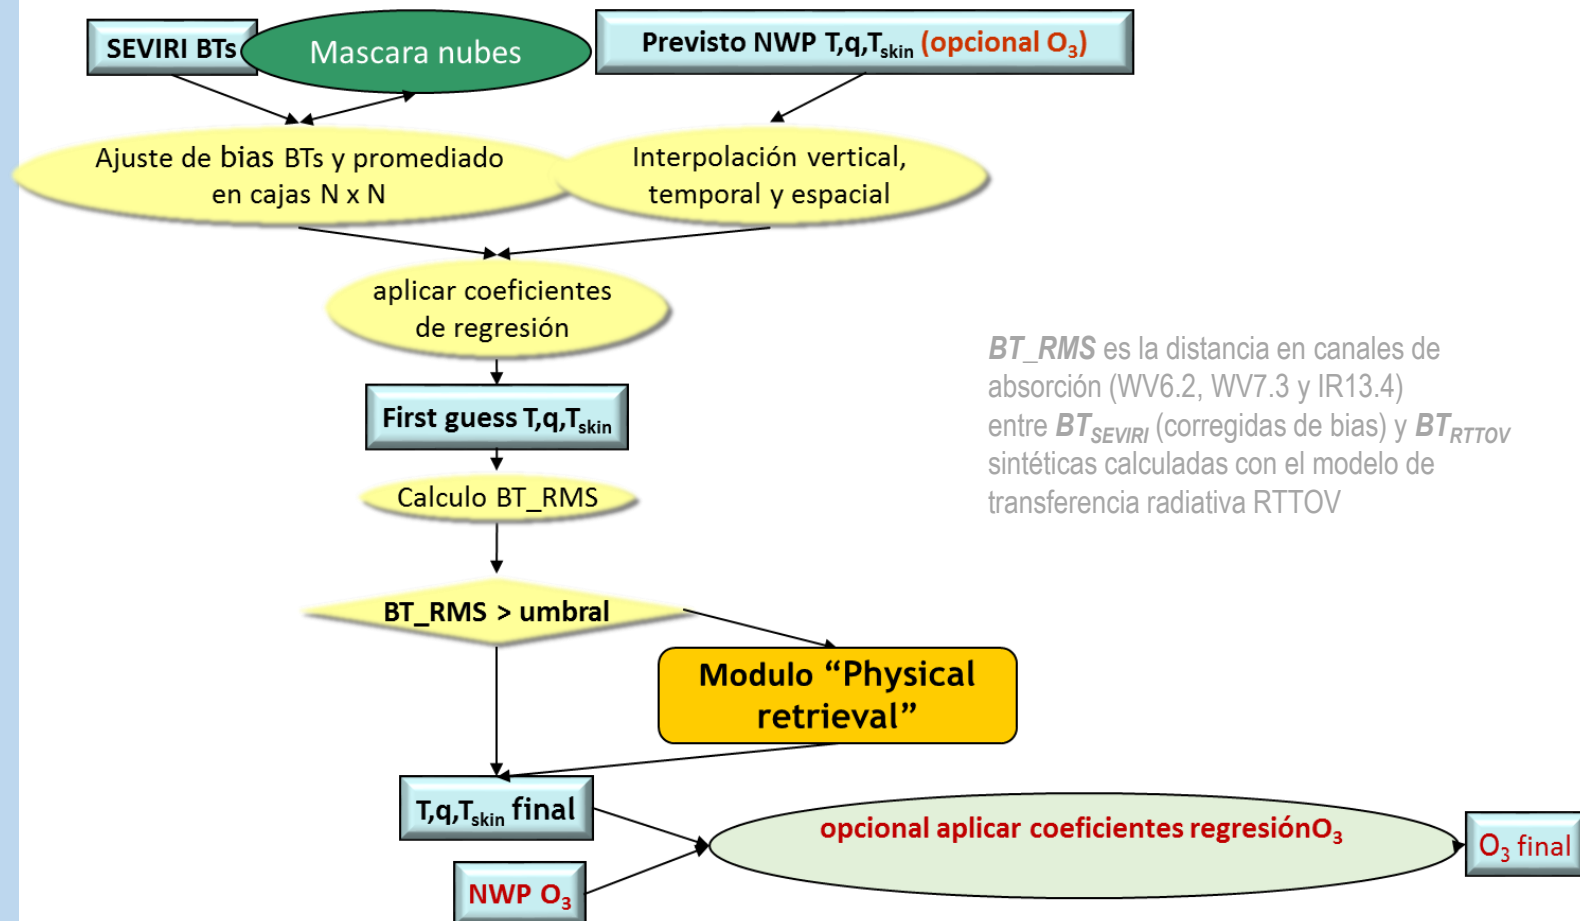 SEVIRI BTs
Mascara nubes
Previsto NWP T,q,Tskin (opcional O3)
Ajuste de bias BTs y promediado
en cajas N x N
Interpolación vertical,
temporal y espacial
aplicar coeficientes
de regresión
First guess T,q,Tskin
BT_RMS es la distancia en canales de
absorción (WV6.2, WV7.3 y IR13.4)
entre BTSEVIRI (corregidas de bias) y BTRTTOV
sintéticas calculadas con el modelo de
transferencia radiativa RTTOV
Calculo BT_RMS
BT_RMS > umbral
Modulo “Physical
retrieval”
T,q,Tskin final
opcional aplicar coeficientes regresiónO3
O3 final
NWP O3